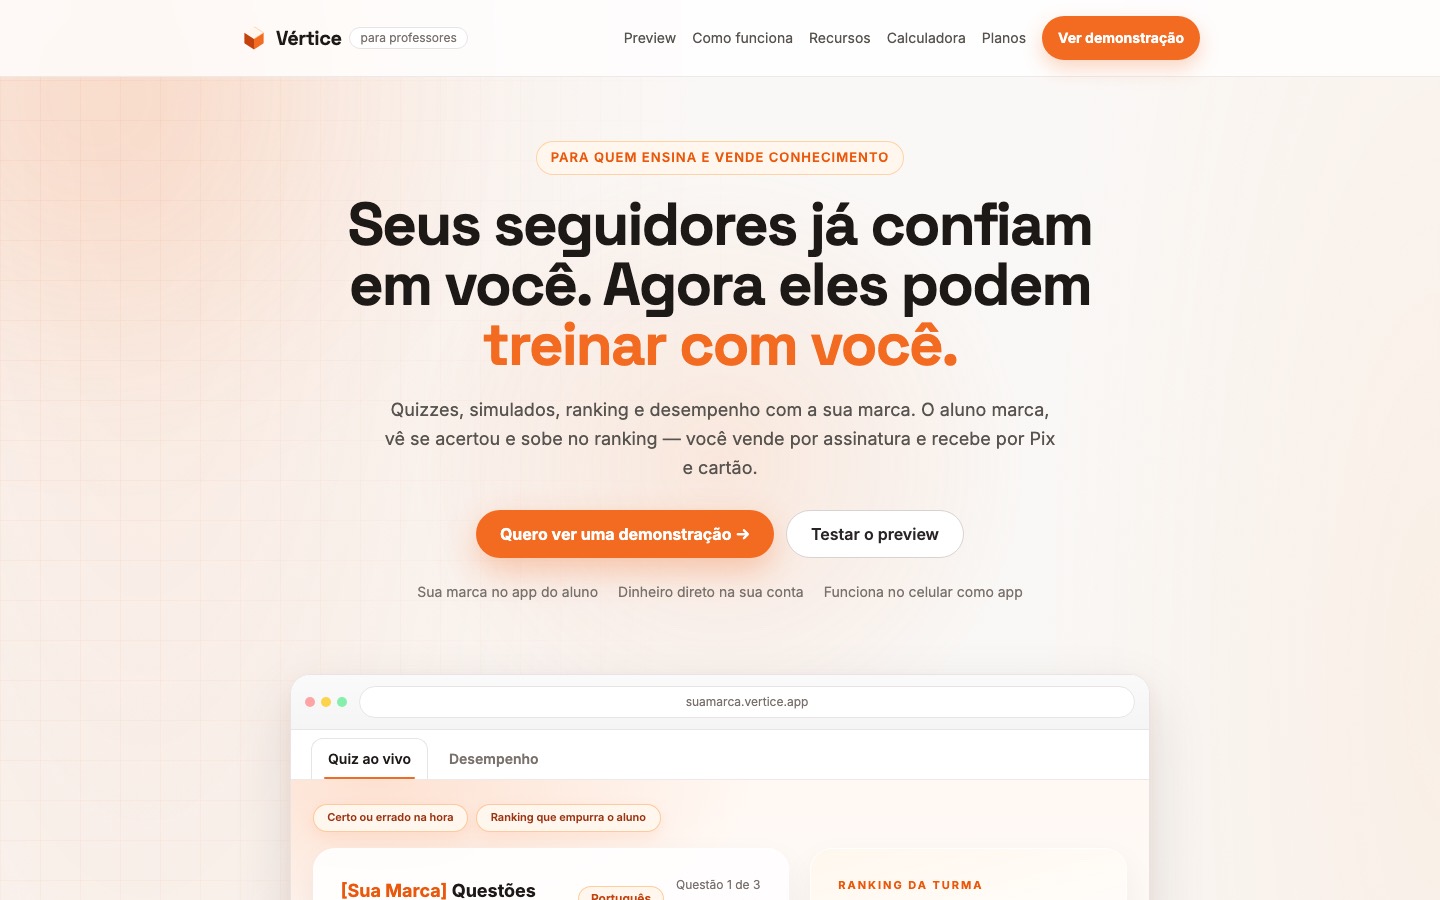 Vértice
para professores
Preview
Como funciona
Recursos
Calculadora
Planos
Ver demonstração
PARA QUEM ENSINA E VENDE CONHECIMENTO
Seus seguidores já confiam
em você. Agora eles podem
treinar com você.
Quizzes, simulados, ranking e desempenho com a sua marca. O aluno marca,
vê se acertou e sobe no ranking — você vende por assinatura e recebe por Pix
e cartão.
Quero ver uma demonstração →
Testar o preview
Sua marca no app do aluno
Dinheiro direto na sua conta
Funciona no celular como app
suamarca.vertice.app
Quiz ao vivo
Desempenho
Certo ou errado na hora
Ranking que empurra o aluno
[Sua Marca] Questões
Português
Questão 1 de 3
RANKING DA TURMA